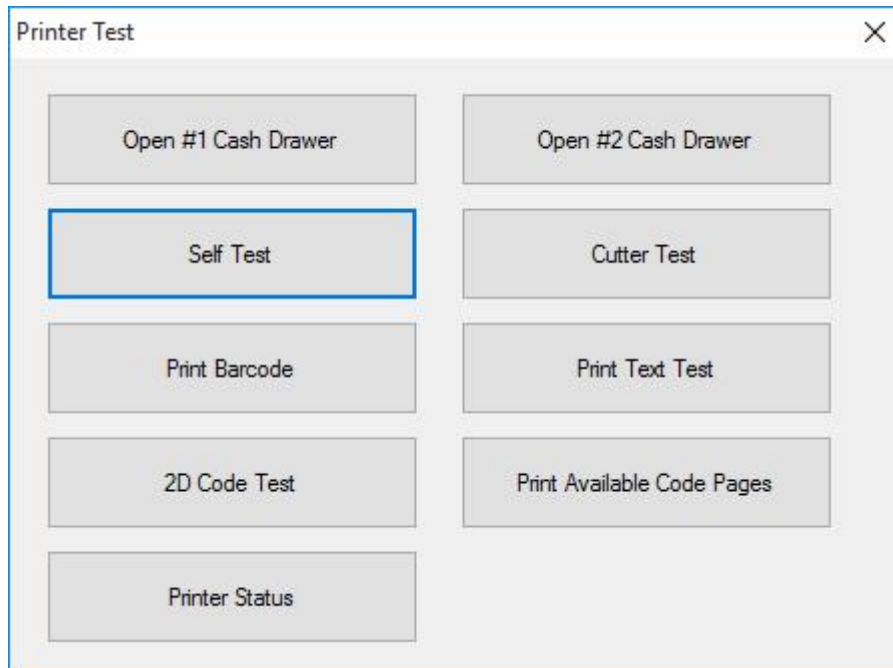 Printer Test
Open #1 Cash Drawer
Open #2 Cash Drawer
Self Test
Cutter Test
Print Barcode
Print Text Test
2D Code Test
Print Available Code Pages
Printer Status